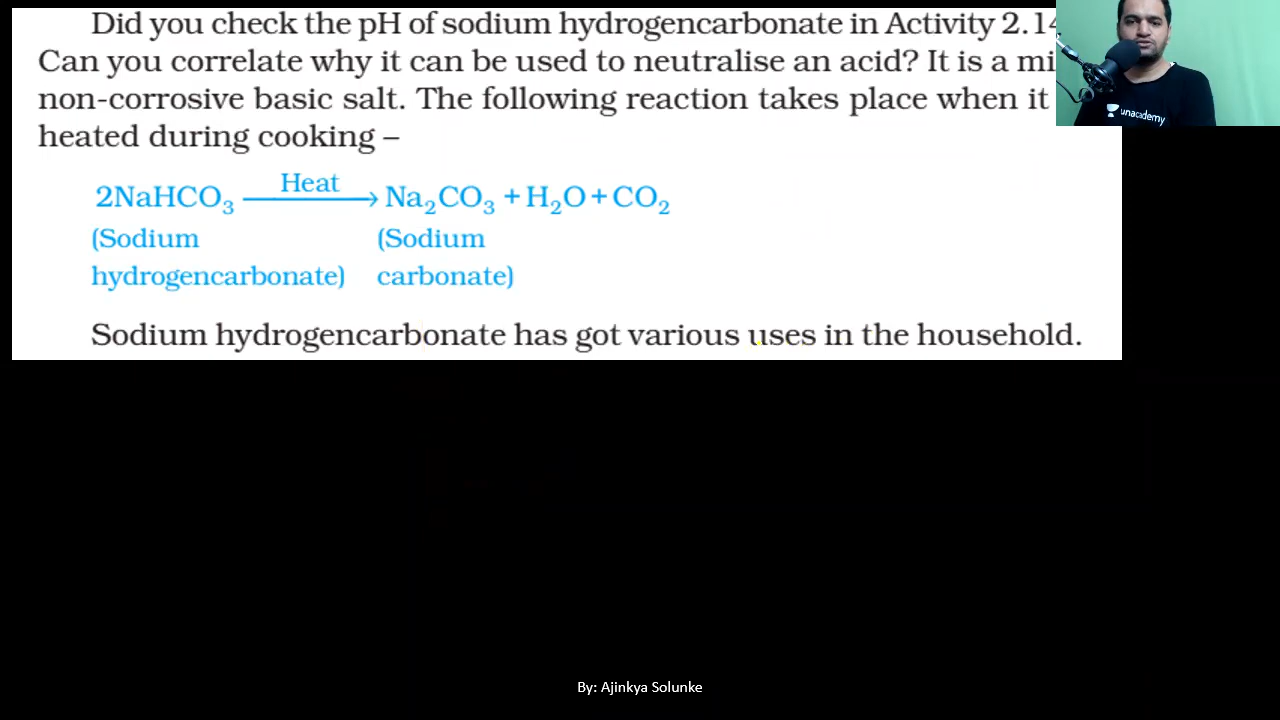 Did you check the pH of sodium hydrogencarbonate in Activity 2.14
Can you correlate why it can be used to neutralise an acid? It is a mi
non-corrosive basic salt. The following reaction takes place when it
heated during cooking –
2NaHCO₃ —Heat→ Na₂CO₃ + H₂O + CO₂
(Sodium hydrogencarbonate) (Sodium carbonate)
Sodium hydrogencarbonate has got various uses in the household.
unacademy
By: Ajinkya Solunke